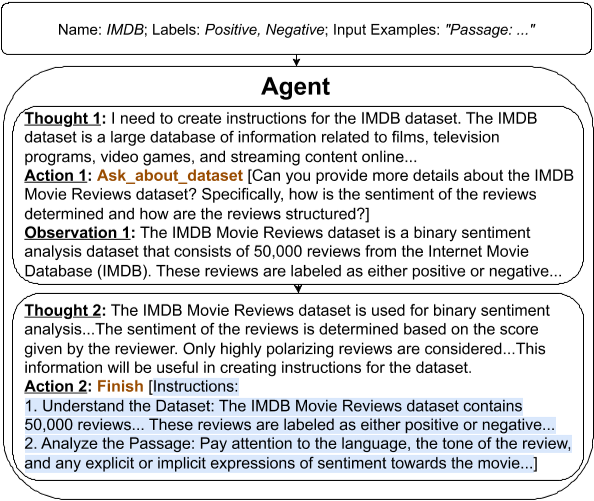 Name: IMDB; Labels: Positive, Negative; Input Examples: "Passage: ..."
Agent
Thought 1: I need to create instructions for the IMDB dataset. The IMDB
dataset is a large database of information related to films, television
programs, video games, and streaming content online...
Action 1: Ask_about_dataset [Can you provide more details about the IMDB
Movie Reviews dataset? Specifically, how is the sentiment of the reviews
determined and how are the reviews structured?]
Observation 1: The IMDB Movie Reviews dataset is a binary sentiment
analysis dataset that consists of 50,000 reviews from the Internet Movie
Database (IMDB). These reviews are labeled as either positive or negative...
Thought 2: The IMDB Movie Reviews dataset is used for binary sentiment
analysis...The sentiment of the reviews is determined based on the score
given by the reviewer. Only highly polarizing reviews are considered...This
information will be useful in creating instructions for the dataset.
Action 2: Finish [Instructions:
1. Understand the Dataset: The IMDB Movie Reviews dataset contains
50,000 reviews... These reviews are labeled as either positive or negative...
2. Analyze the Passage: Pay attention to the language, the tone of the review,
and any explicit or implicit expressions of sentiment towards the movie...]